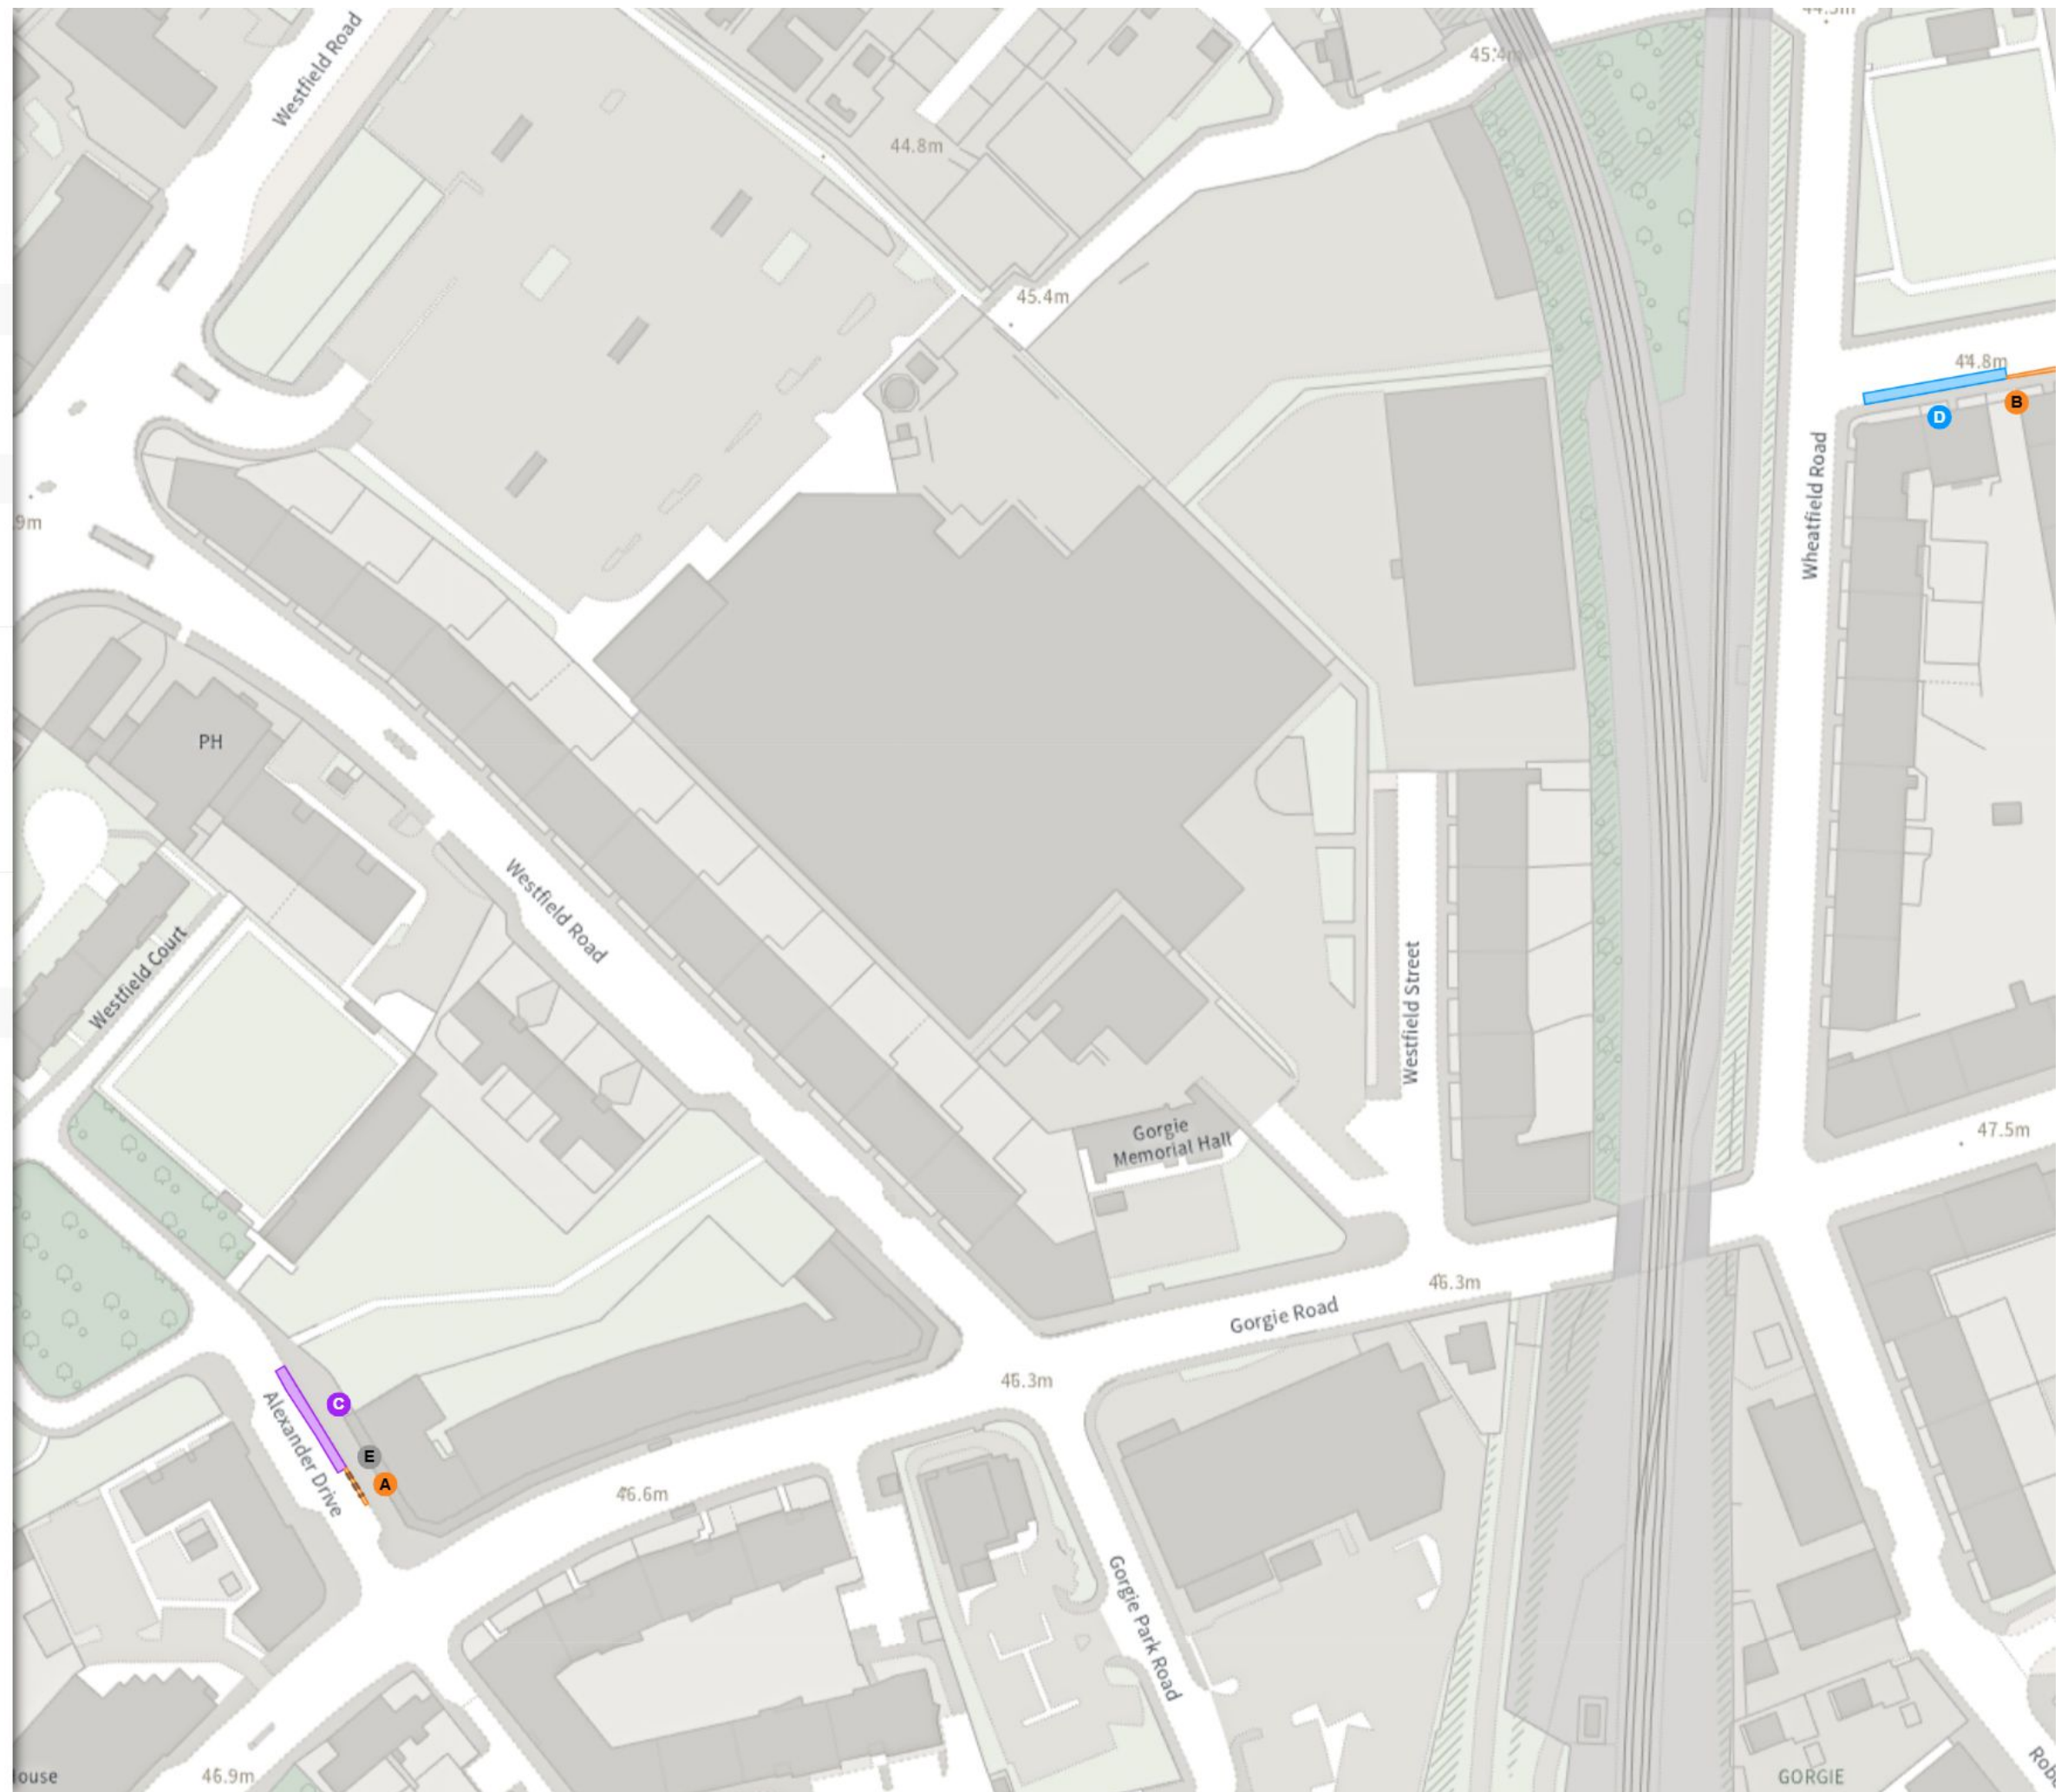 Westfield Road
45.4m
44.8m
45.4m
44.8m
D
B
9m
Wheatfield Road
PH
Westfield Road
Westfield Court
Westfield Street
Gorgie
Memorial Hall
47.5m
46.3m
Gorgie Road
46.3m
C
Alexander Drive
E
A
46.6m
Gorgie Park Road
46.9m
GORGIE